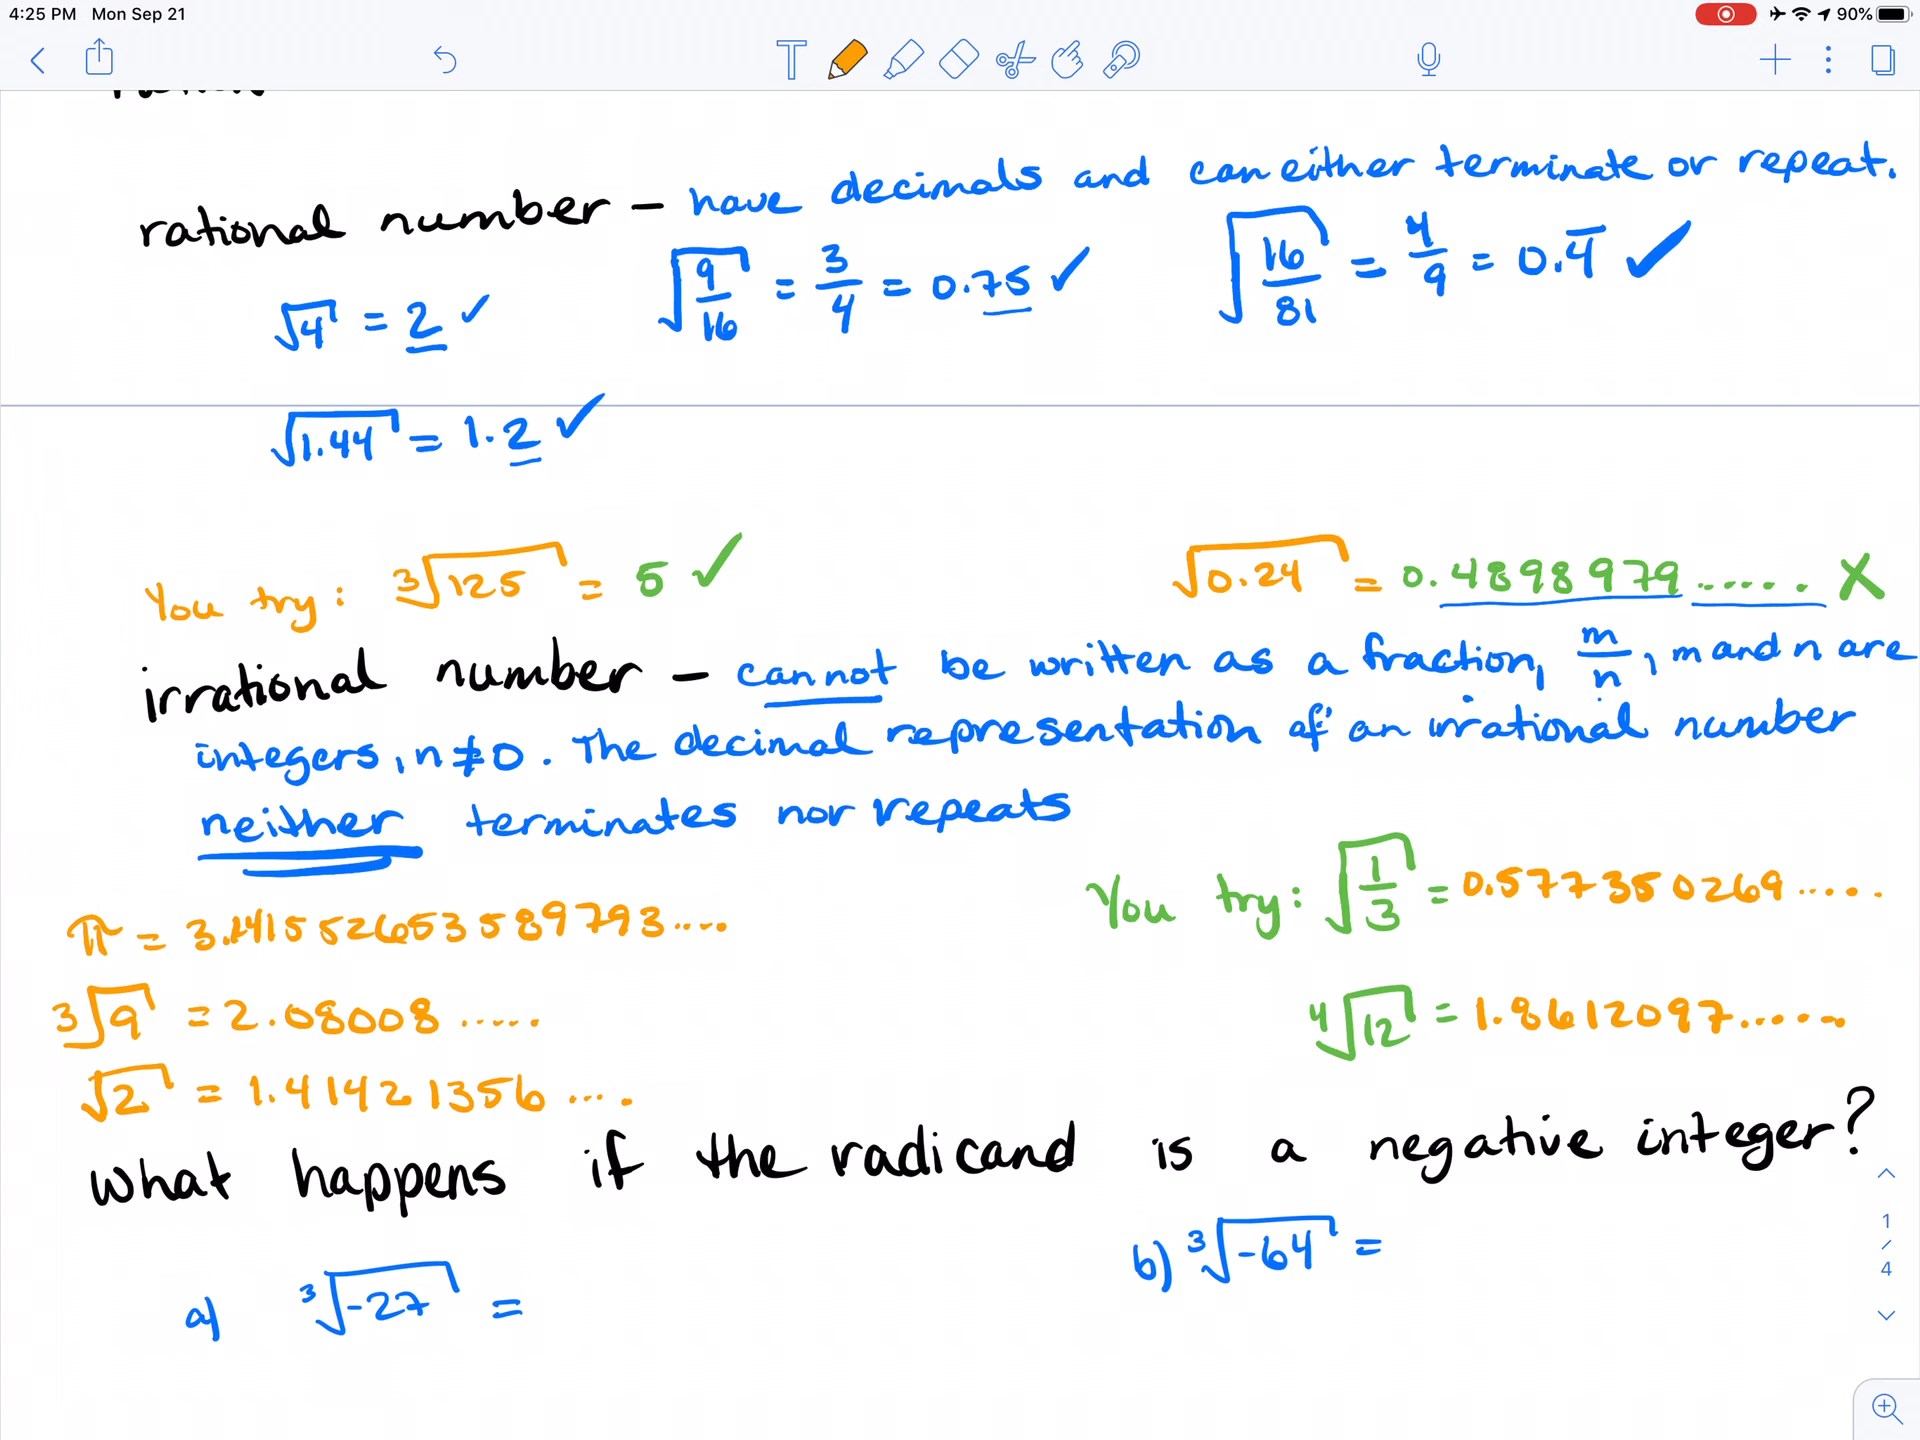 4:25 PM Mon Sep 21 90%
T
rational number – have decimals and can either terminate or repeat.
√4 = 2 ✓ √(9/16) = 3/4 = 0.75 ✓ √(16/81) = 4/9 = 0.4̅ ✓
√1.44 = 1.2 ✓
You try: ³√125 = 5 ✓ √0.24 = 0.4898979..... X
irrational number – cannot be written as a fraction, m/n, m and n are
integers, n≠0. The decimal representation of an irrational number
neither terminates nor repeats
You try: √(1/3) = 0.577350269.....
π = 3.141552653589793....
³√9 = 2.08008.....
⁴√12 = 1.8612097.....
√2 = 1.41421356....
What happens if the radicand is a negative integer?
a) ³√-27 =
b) ³√-64 =
1/4